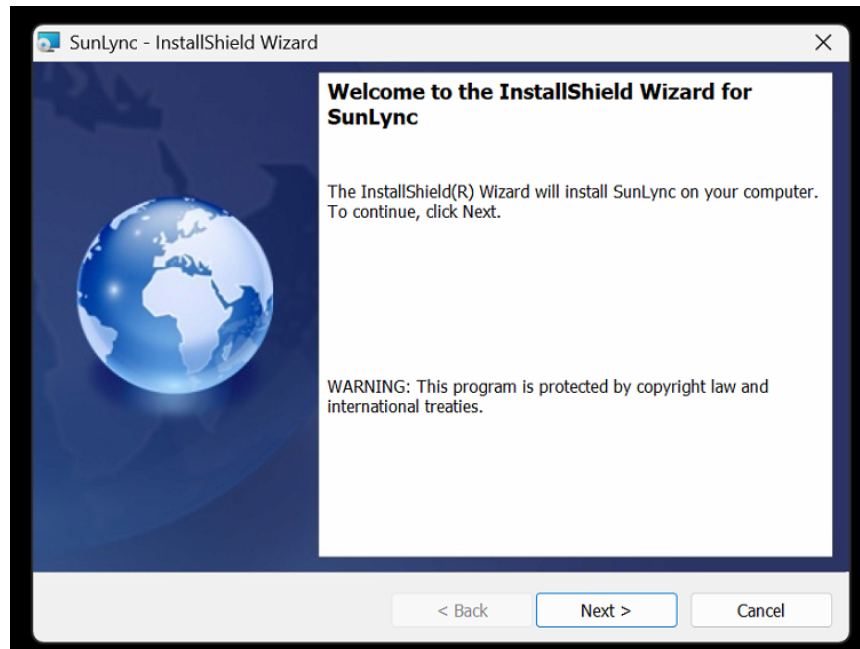 SunLync - InstallShield Wizard
Welcome to the InstallShield Wizard for
SunLync
The InstallShield(R) Wizard will install SunLync on your computer.
To continue, click Next.
WARNING: This program is protected by copyright law and
international treaties.
< Back
Next >
Cancel